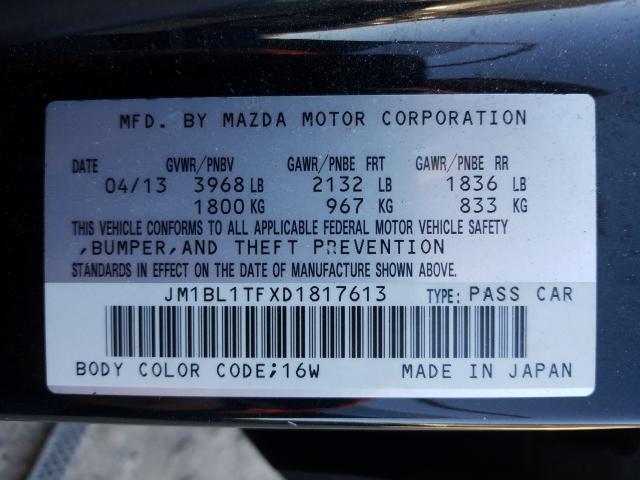 MFD. BY MAZDA MOTOR CORPORATION
DATE GVWR/PNBV GAWR/PNBE FRT GAWR/PNBE RR
04/13 3968 LB 2132 LB 1836 LB
1800 KG 967 KG 833 KG
THIS VEHICLE CONFORMS TO ALL APPLICABLE FEDERAL MOTOR VEHICLE SAFETY
,BUMPER,AND THEFT PREVENTION
STANDARDS IN EFFECT ON THE DATE OF MANUFACTURE SHOWN ABOVE.
JM1BL1TFXD1817613 TYPE: PASS CAR
BODY COLOR CODE;16W MADE IN JAPAN